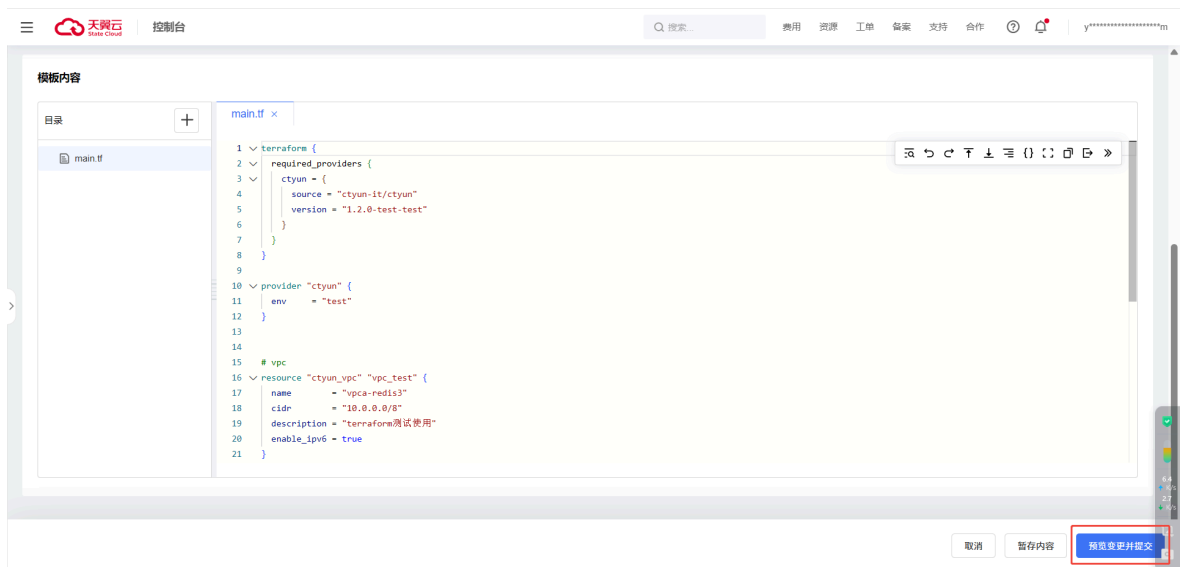 天翼云 State Cloud 控制台 搜索... 费用 资源 工单 备案 支持 合作 y********************m
模板内容
目录
main.tf
main.tf
1 terraform {
2 required_providers {
3 ctyun = {
4 source = "ctyun-it/ctyun"
5 version = "1.2.0-test-test"
6 }
7 }
8 }
9
10 provider "ctyun" {
11 env = "test"
12 }
13
14
15 # vpc
16 resource "ctyun_vpc" "vpc_test" {
17 name = "vpca-redis3"
18 cidr = "10.0.0.0/8"
19 description = "terraform测试使用"
20 enable_ipv6 = true
21 }
6.4
K/s
2.7
K/s
取消 暂存内容 预览变更并提交